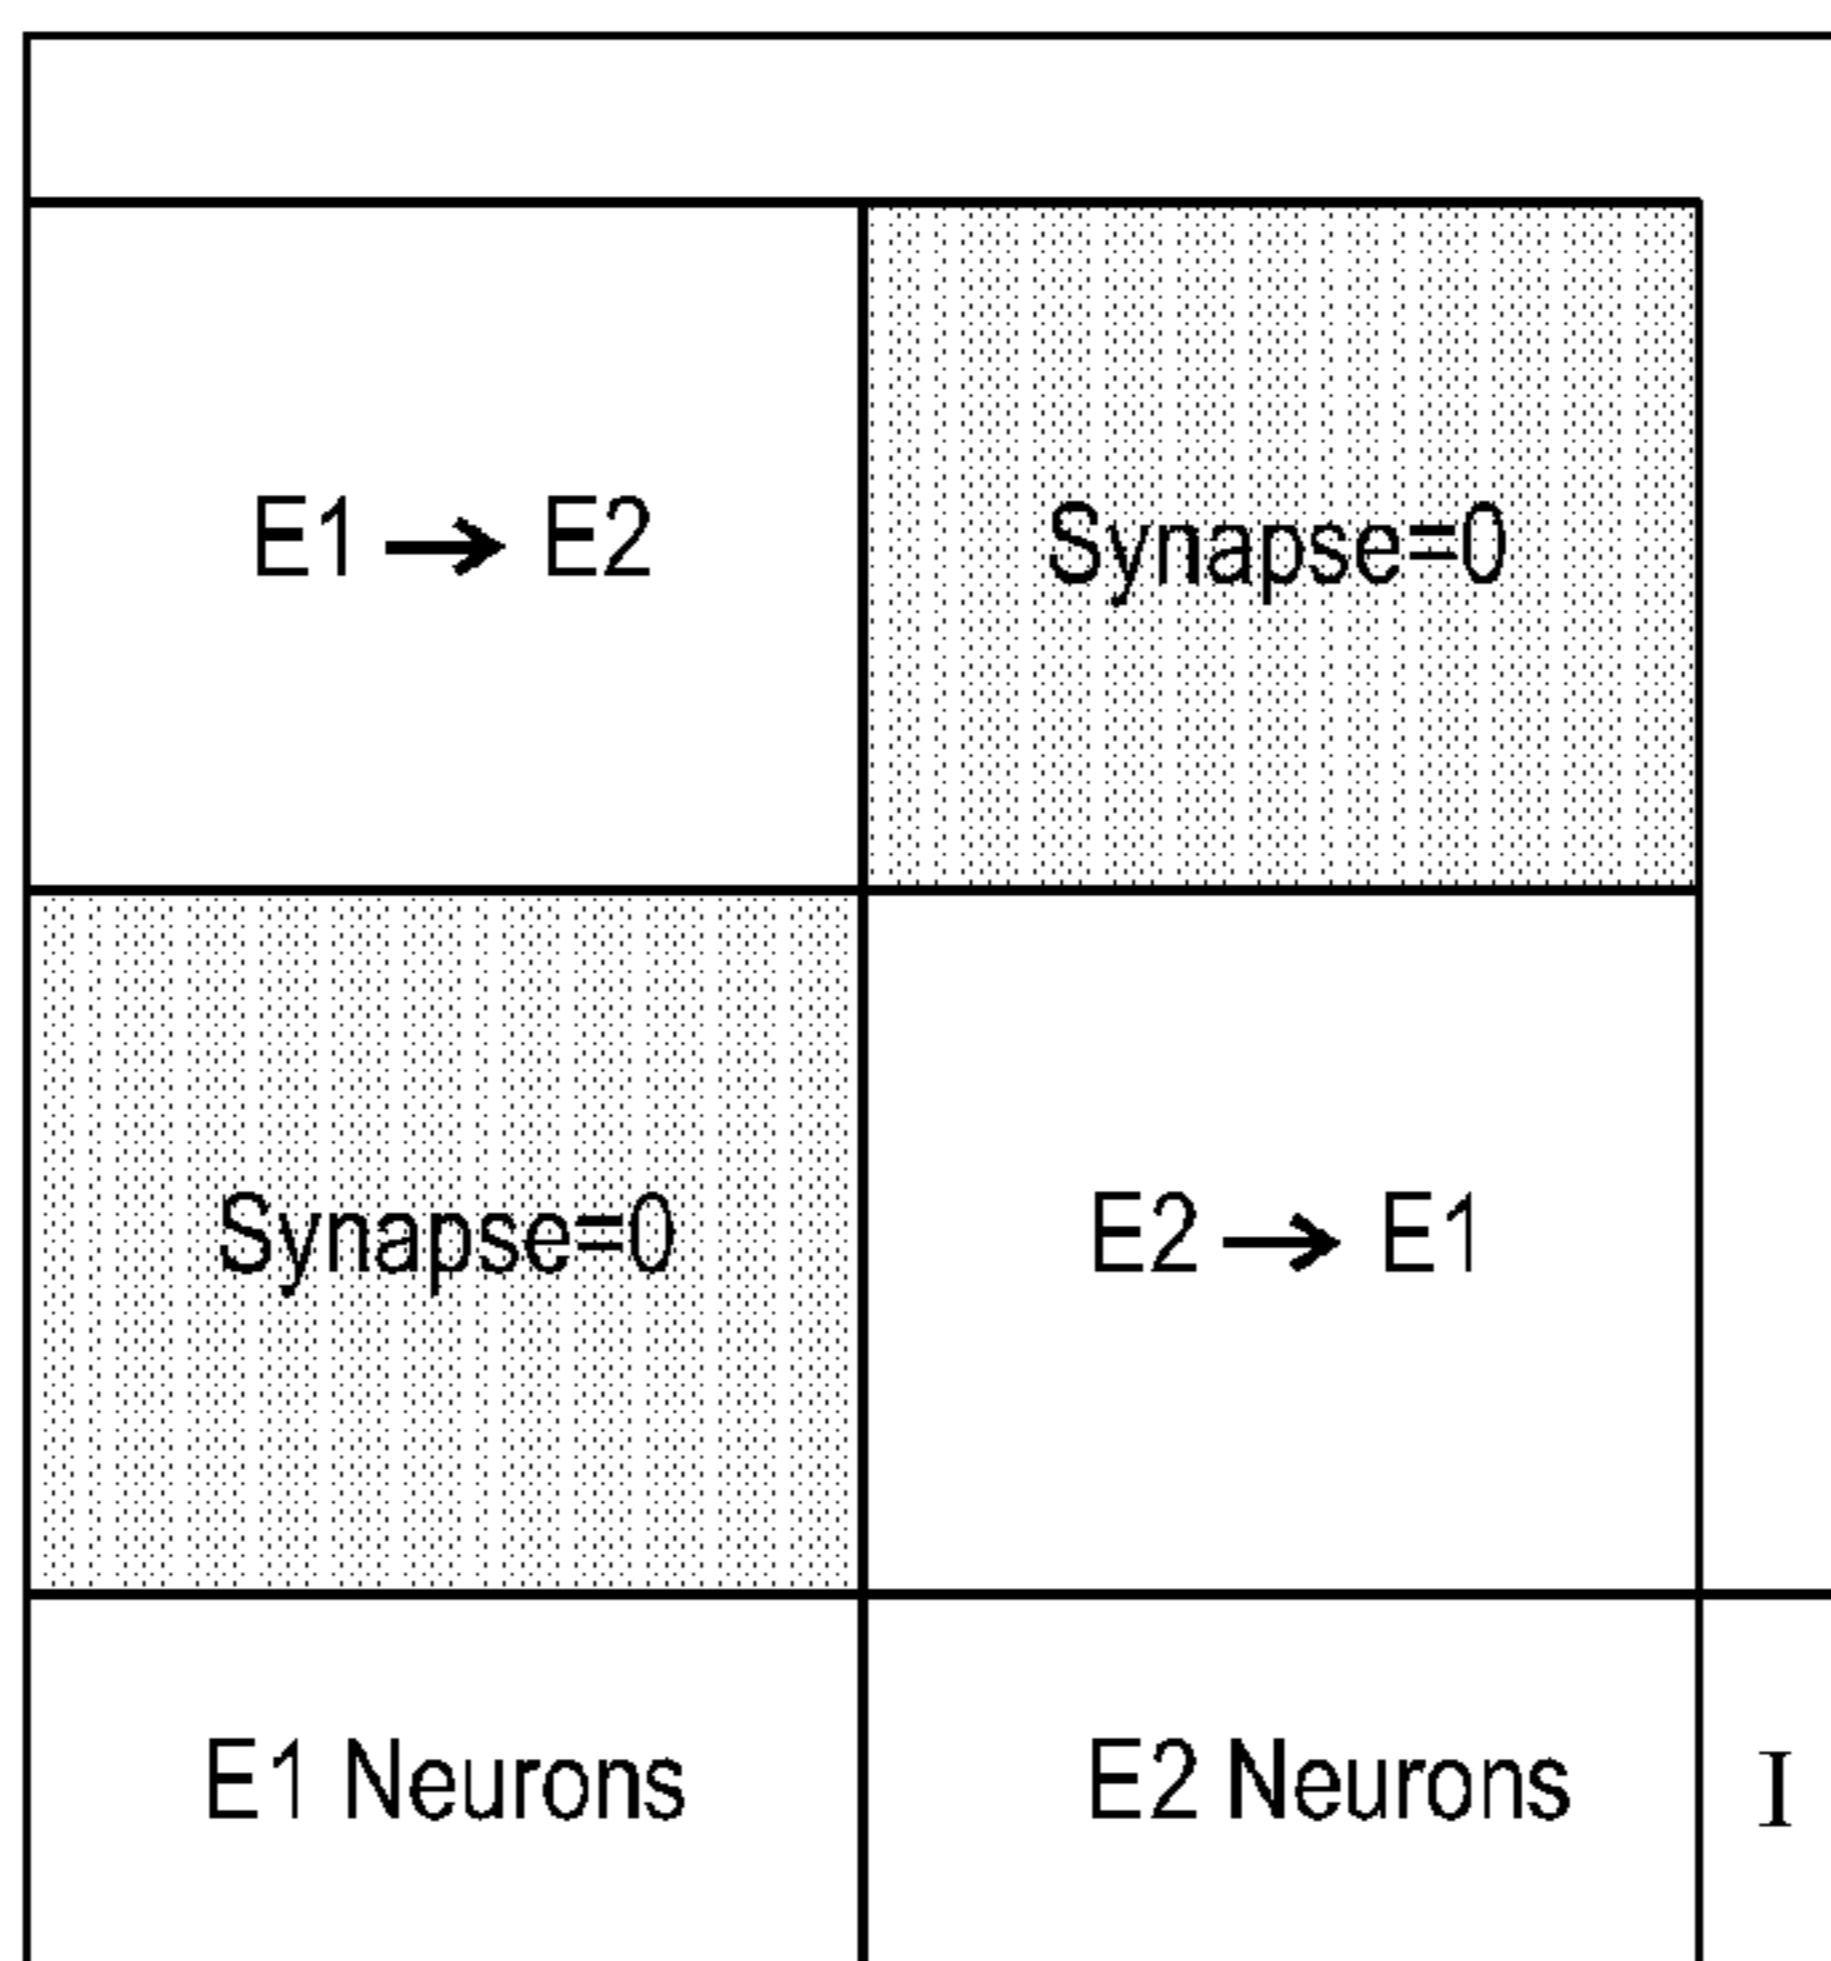 E1 → E2
Synapse=0
Synapse=0
E2 → E1
E1 Neurons
E2 Neurons
I